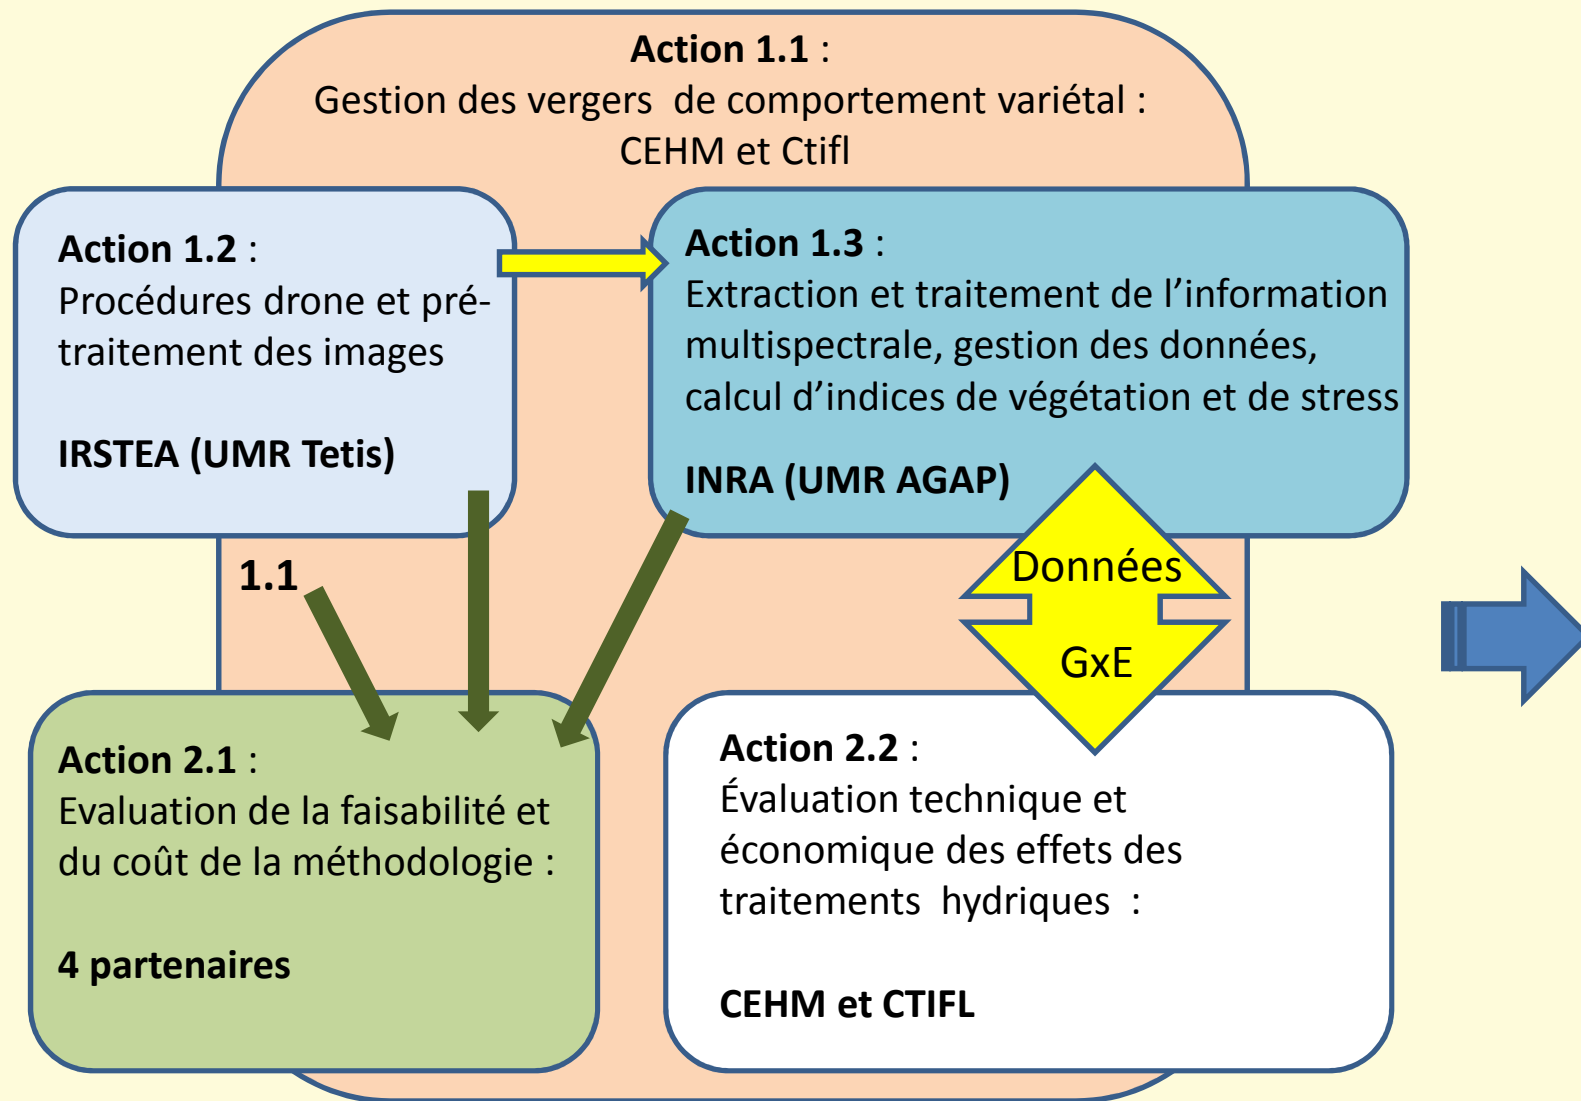 Action 1.1 :
Gestion des vergers  de comportement variétal :
CEHM et Ctifl
Action 1.2 :
Procédures drone et pré-
traitement des images
IRSTEA (UMR Tetis)
Action 1.3 :
Extraction et traitement de l’information
multispectrale, gestion des données,
calcul d’indices de végétation et de stress
INRA (UMR AGAP)
1.1
Données
GxE
Action 2.1 :
Evaluation de la faisabilité et
du coût de la méthodologie :
4 partenaires
Action 2.2 :
Évaluation technique et
économique des effets des
traitements  hydriques  :
CEHM et CTIFL